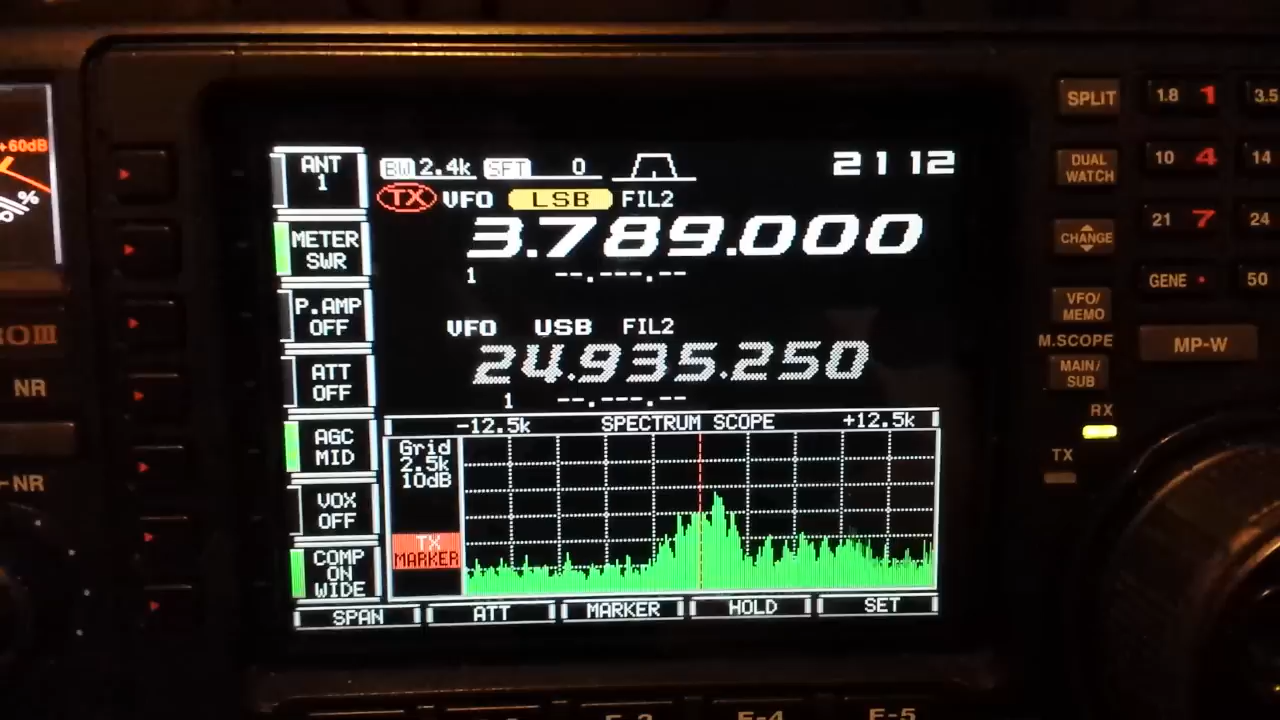 +60dB
%
ROIII
NR
NR
ANT
1
METER
SWR
P.AMP
OFF
ATT
OFF
AGC
MID
VOX
OFF
COMP
ON
WIDE
BW 2.4k SFT 0
21 12
TX VFO LSB FIL2
3.789.000
1 --.---.--
VFO USB FIL2
24.935.250
1 --.---.--
-12.5k SPECTRUM SCOPE +12.5k
Grid
2.5k
10dB
TX
MARKER
SPAN ATT MARKER HOLD SET
SPLIT
1.8 1 3.5
DUAL
WATCH
10 4 14
CHANGE
21 7 24
GENE · 50
VFO/
MEMO
M.SCOPE
MP-W
MAIN/
SUB
RX
TX
F-3 F-4 F-5